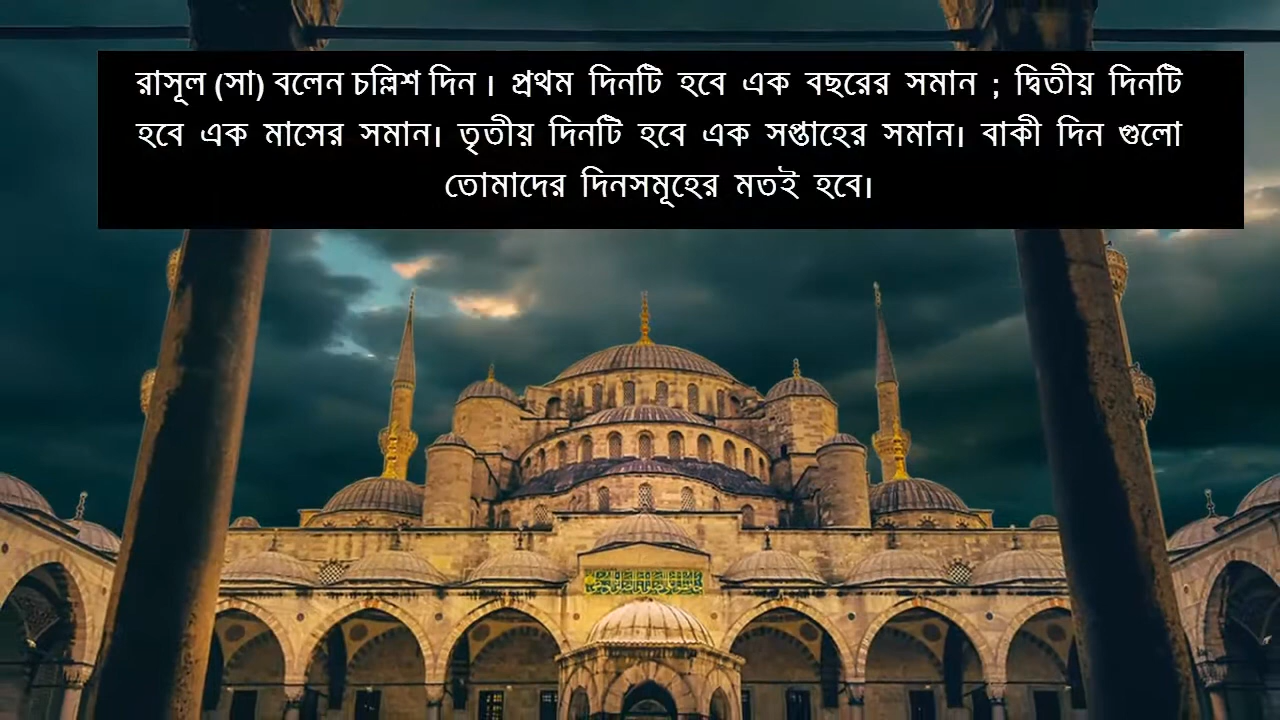 রাসূল (সা) বলেন চল্লিশ দিন । প্রথম দিনটি হবে এক বছরের সমান ; দ্বিতীয় দিনটি
হবে এক মাসের সমান। তৃতীয় দিনটি হবে এক সপ্তাহের সমান। বাকী দিন গুলো
তোমাদের দিনসমূহের মতই হবে।